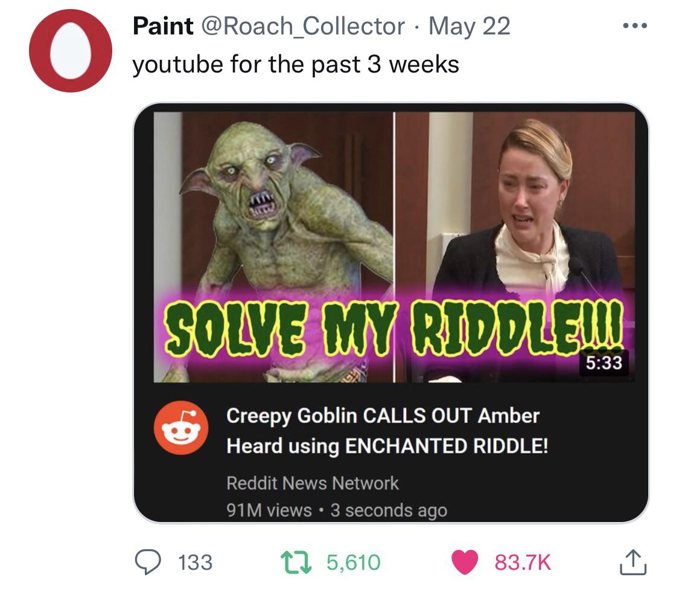 Paint @Roach_Collector · May 22
youtube for the past 3 weeks
SOLVE MY RIDDLE!!!
5:33
Creepy Goblin CALLS OUT Amber
Heard using ENCHANTED RIDDLE!
Reddit News Network
91M views • 3 seconds ago
133 5,610 83.7K